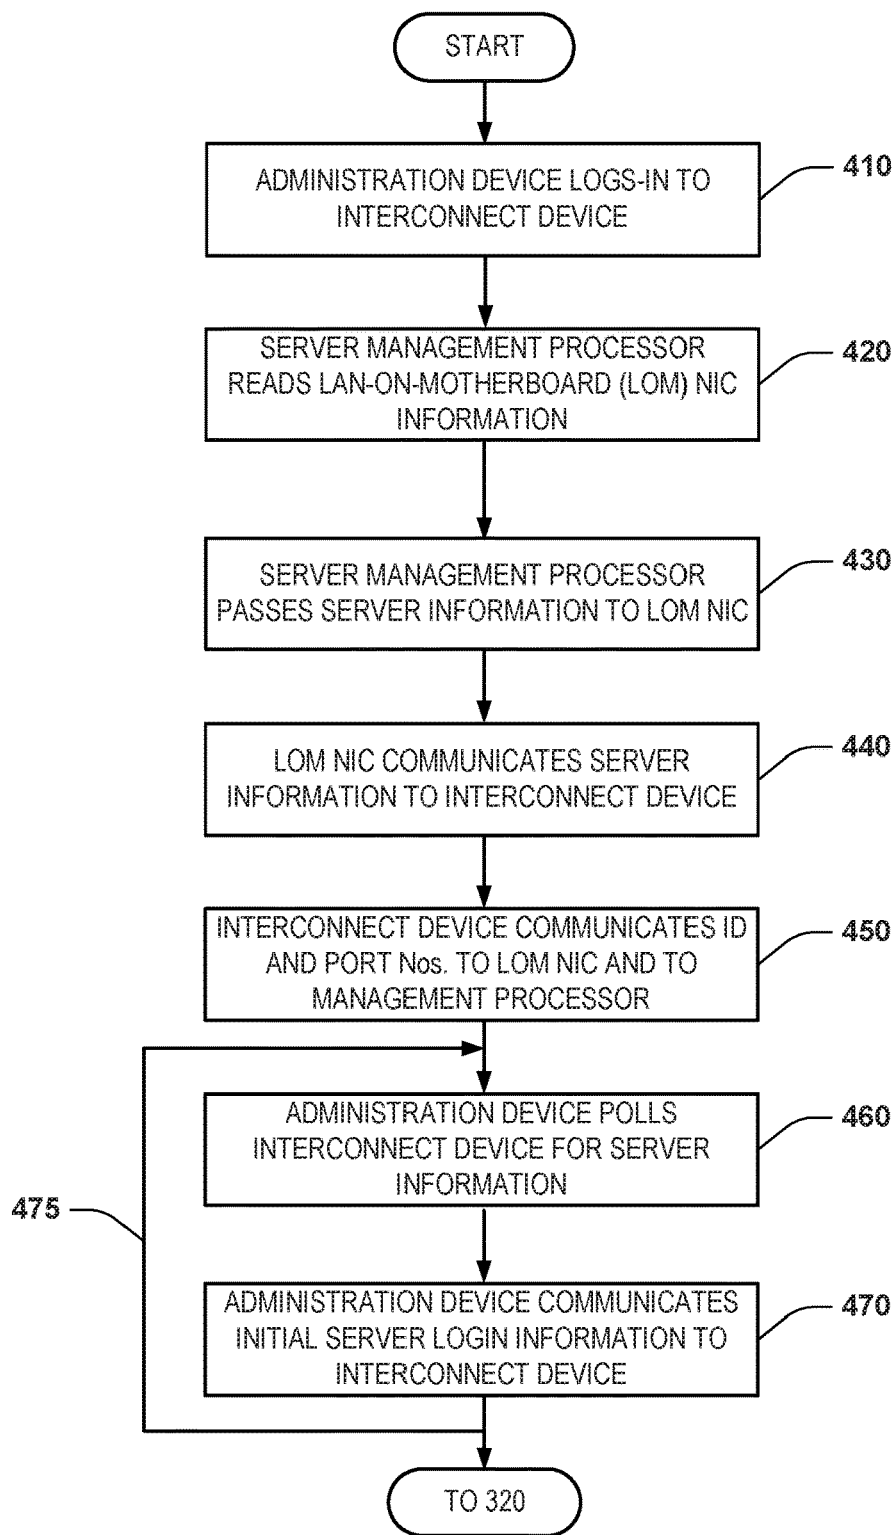 START
ADMINISTRATION DEVICE LOGS-IN TO
INTERCONNECT DEVICE
410
SERVER MANAGEMENT PROCESSOR
READS LAN-ON-MOTHERBOARD (LOM) NIC
INFORMATION
420
SERVER MANAGEMENT PROCESSOR
PASSES SERVER INFORMATION TO LOM NIC
430
LOM NIC COMMUNICATES SERVER
INFORMATION TO INTERCONNECT DEVICE
440
INTERCONNECT DEVICE COMMUNICATES ID
AND PORT Nos. TO LOM NIC AND TO
MANAGEMENT PROCESSOR
450
ADMINISTRATION DEVICE POLLS
INTERCONNECT DEVICE FOR SERVER
INFORMATION
460
475
ADMINISTRATION DEVICE COMMUNICATES
INITIAL SERVER LOGIN INFORMATION TO
INTERCONNECT DEVICE
470
TO 320